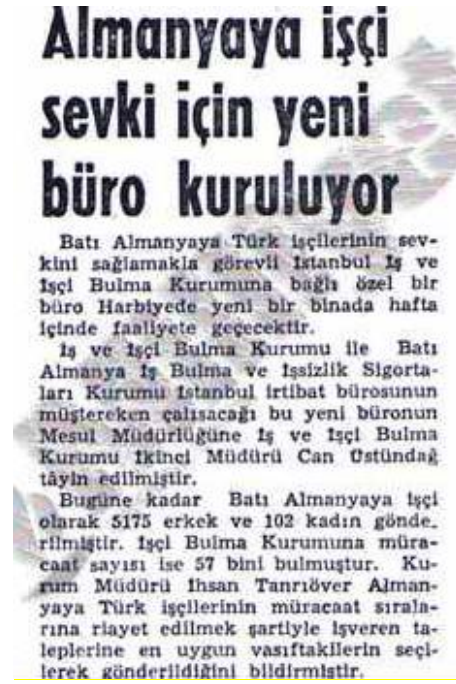 Almanyaya işçi
sevki için yeni
büro kuruluyor
Batı Almanyaya Türk işçilerinin sev-
kini sağlamakla görevli İstanbul İş ve
İşçi Bulma Kurumuna bağlı özel bir
büro Harbiyede yeni bir binada hafta
içinde faaliyete geçecektir.
İş ve İşçi Bulma Kurumu ile Batı
Almanya İş Bulma ve İşsizlik Sigorta-
ları Kurumu İstanbul irtibat bürosunun
müştereken çalışacağı bu yeni büronun
Mesul Müdürlüğüne İş ve İşçi Bulma
Kurumu İkinci Müdürü Can Üstündağ
tâyin edilmiştir.
Bugüne kadar Batı Almanyaya işçi
olarak 5175 erkek ve 102 kadın gönde.
rilmiştir. İşçi Bulma Kurumuna müra-
caat sayısı ise 57 bini bulmuştur. Ku-
rum Müdürü İhsan Tanrıöver Alman-
yaya Türk işçilerinin müracaat sırala-
rına riayet edilmek şartiyle işveren ta-
leplerine en uygun vasıftakilerin seçi-
lerek gönderildiğini bildirmiştir.